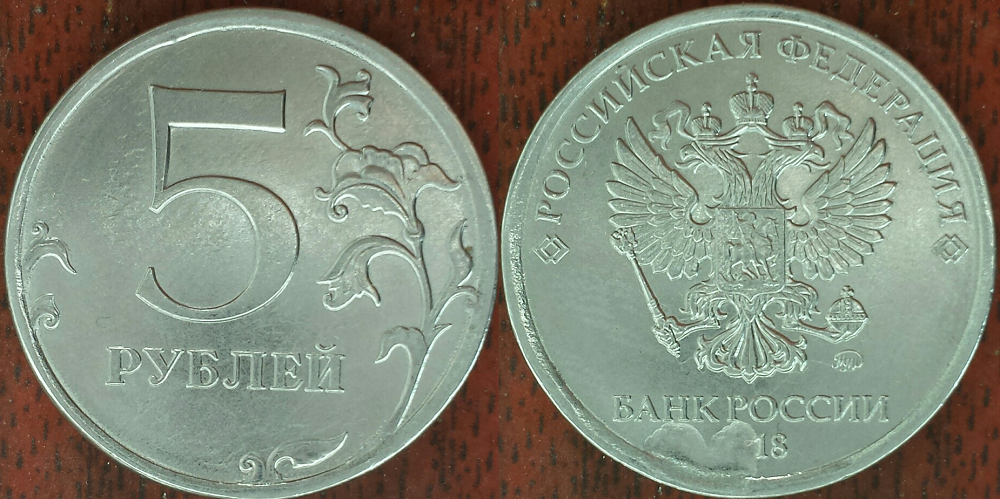 5
РУБЛЕЙ
РОССИЙСКАЯ ФЕДЕРАЦИЯ
БАНК РОССИИ
18